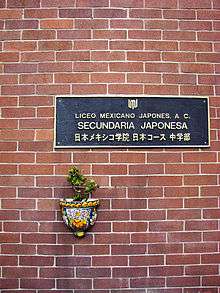 LICEO MEXICANO JAPONES, A. C.
SECUNDARIA JAPONESA
日本メキシコ学院 日本コース 中学部